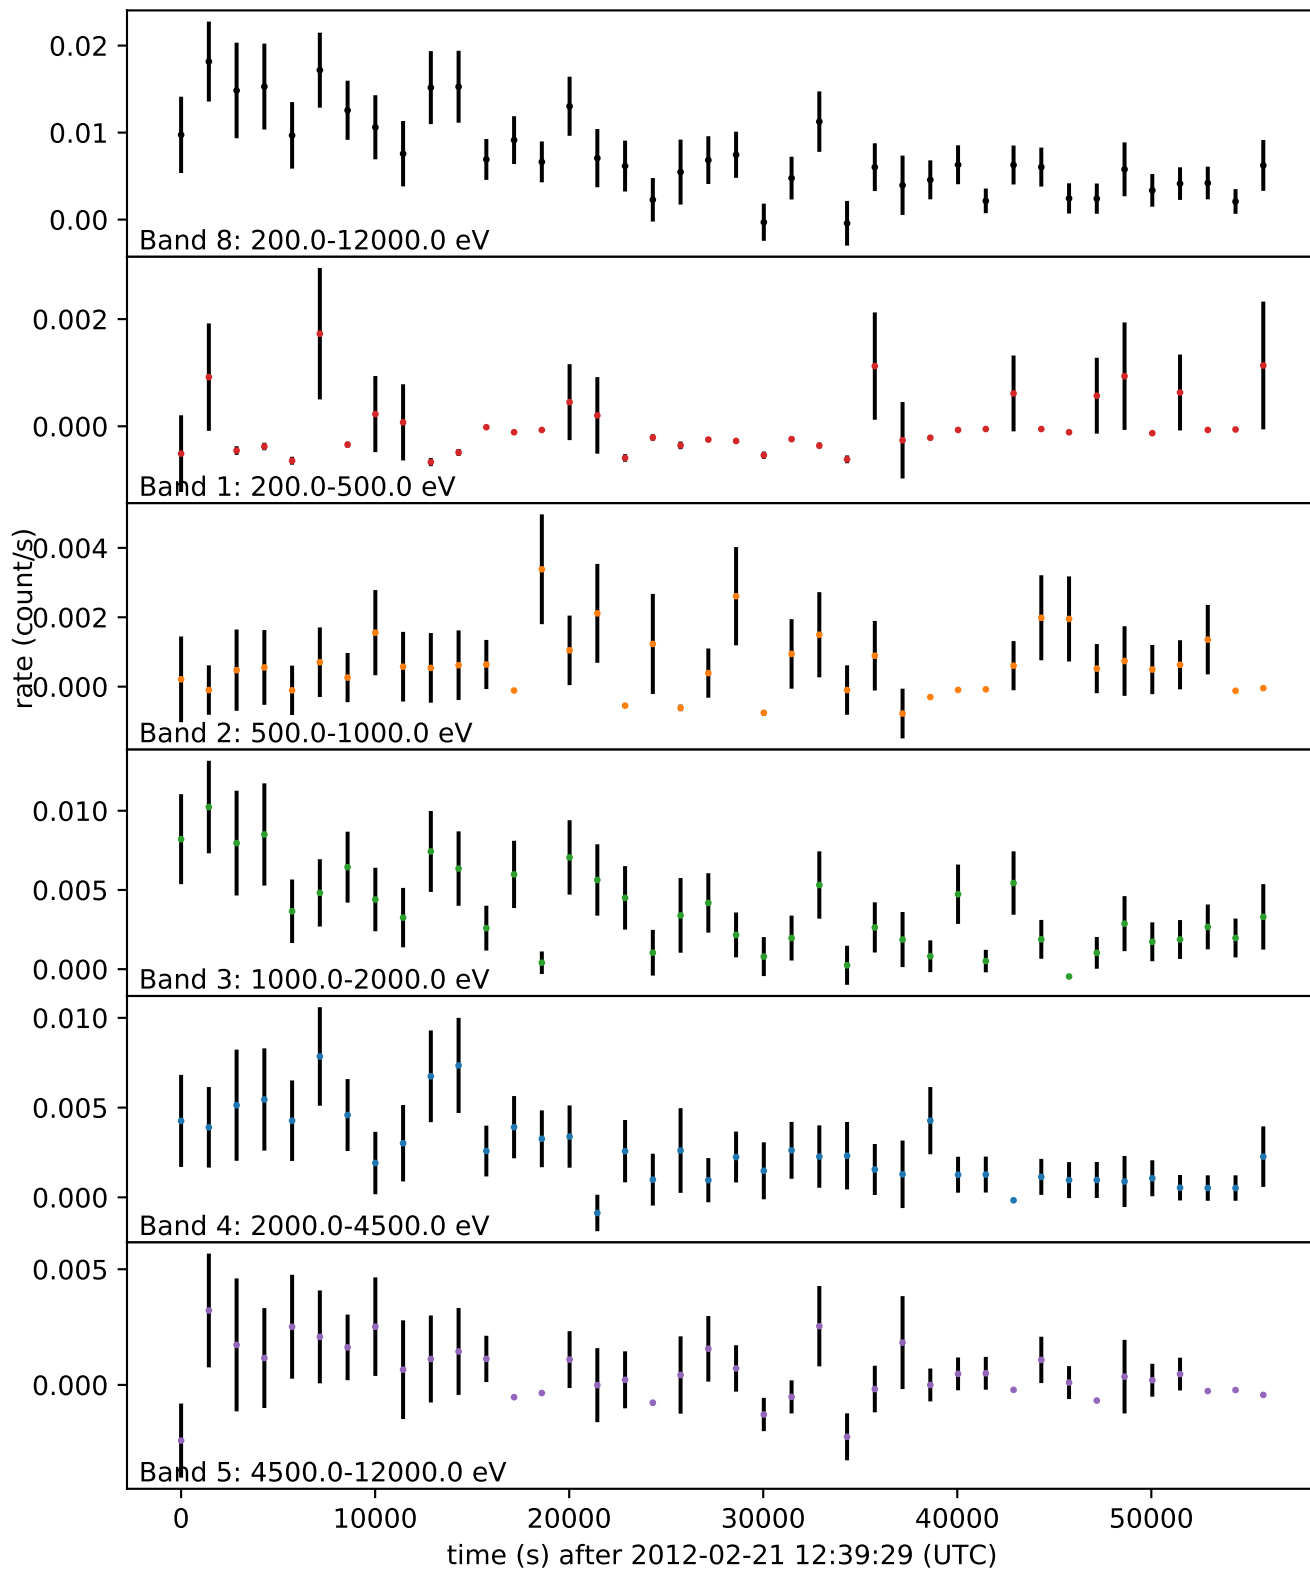 0.02
0.01
0.00
Band 8: 200.0-12000.0 eV
0.002
0.000
Band 1: 200.0-500.0 eV
rate (count/s)
0.004
0.002
0.000
Band 2: 500.0-1000.0 eV
0.010
0.005
0.000
Band 3: 1000.0-2000.0 eV
0.010
0.005
0.000
Band 4: 2000.0-4500.0 eV
0.005
0.000
Band 5: 4500.0-12000.0 eV
0 10000 20000 30000 40000 50000
time (s) after 2012-02-21 12:39:29 (UTC)